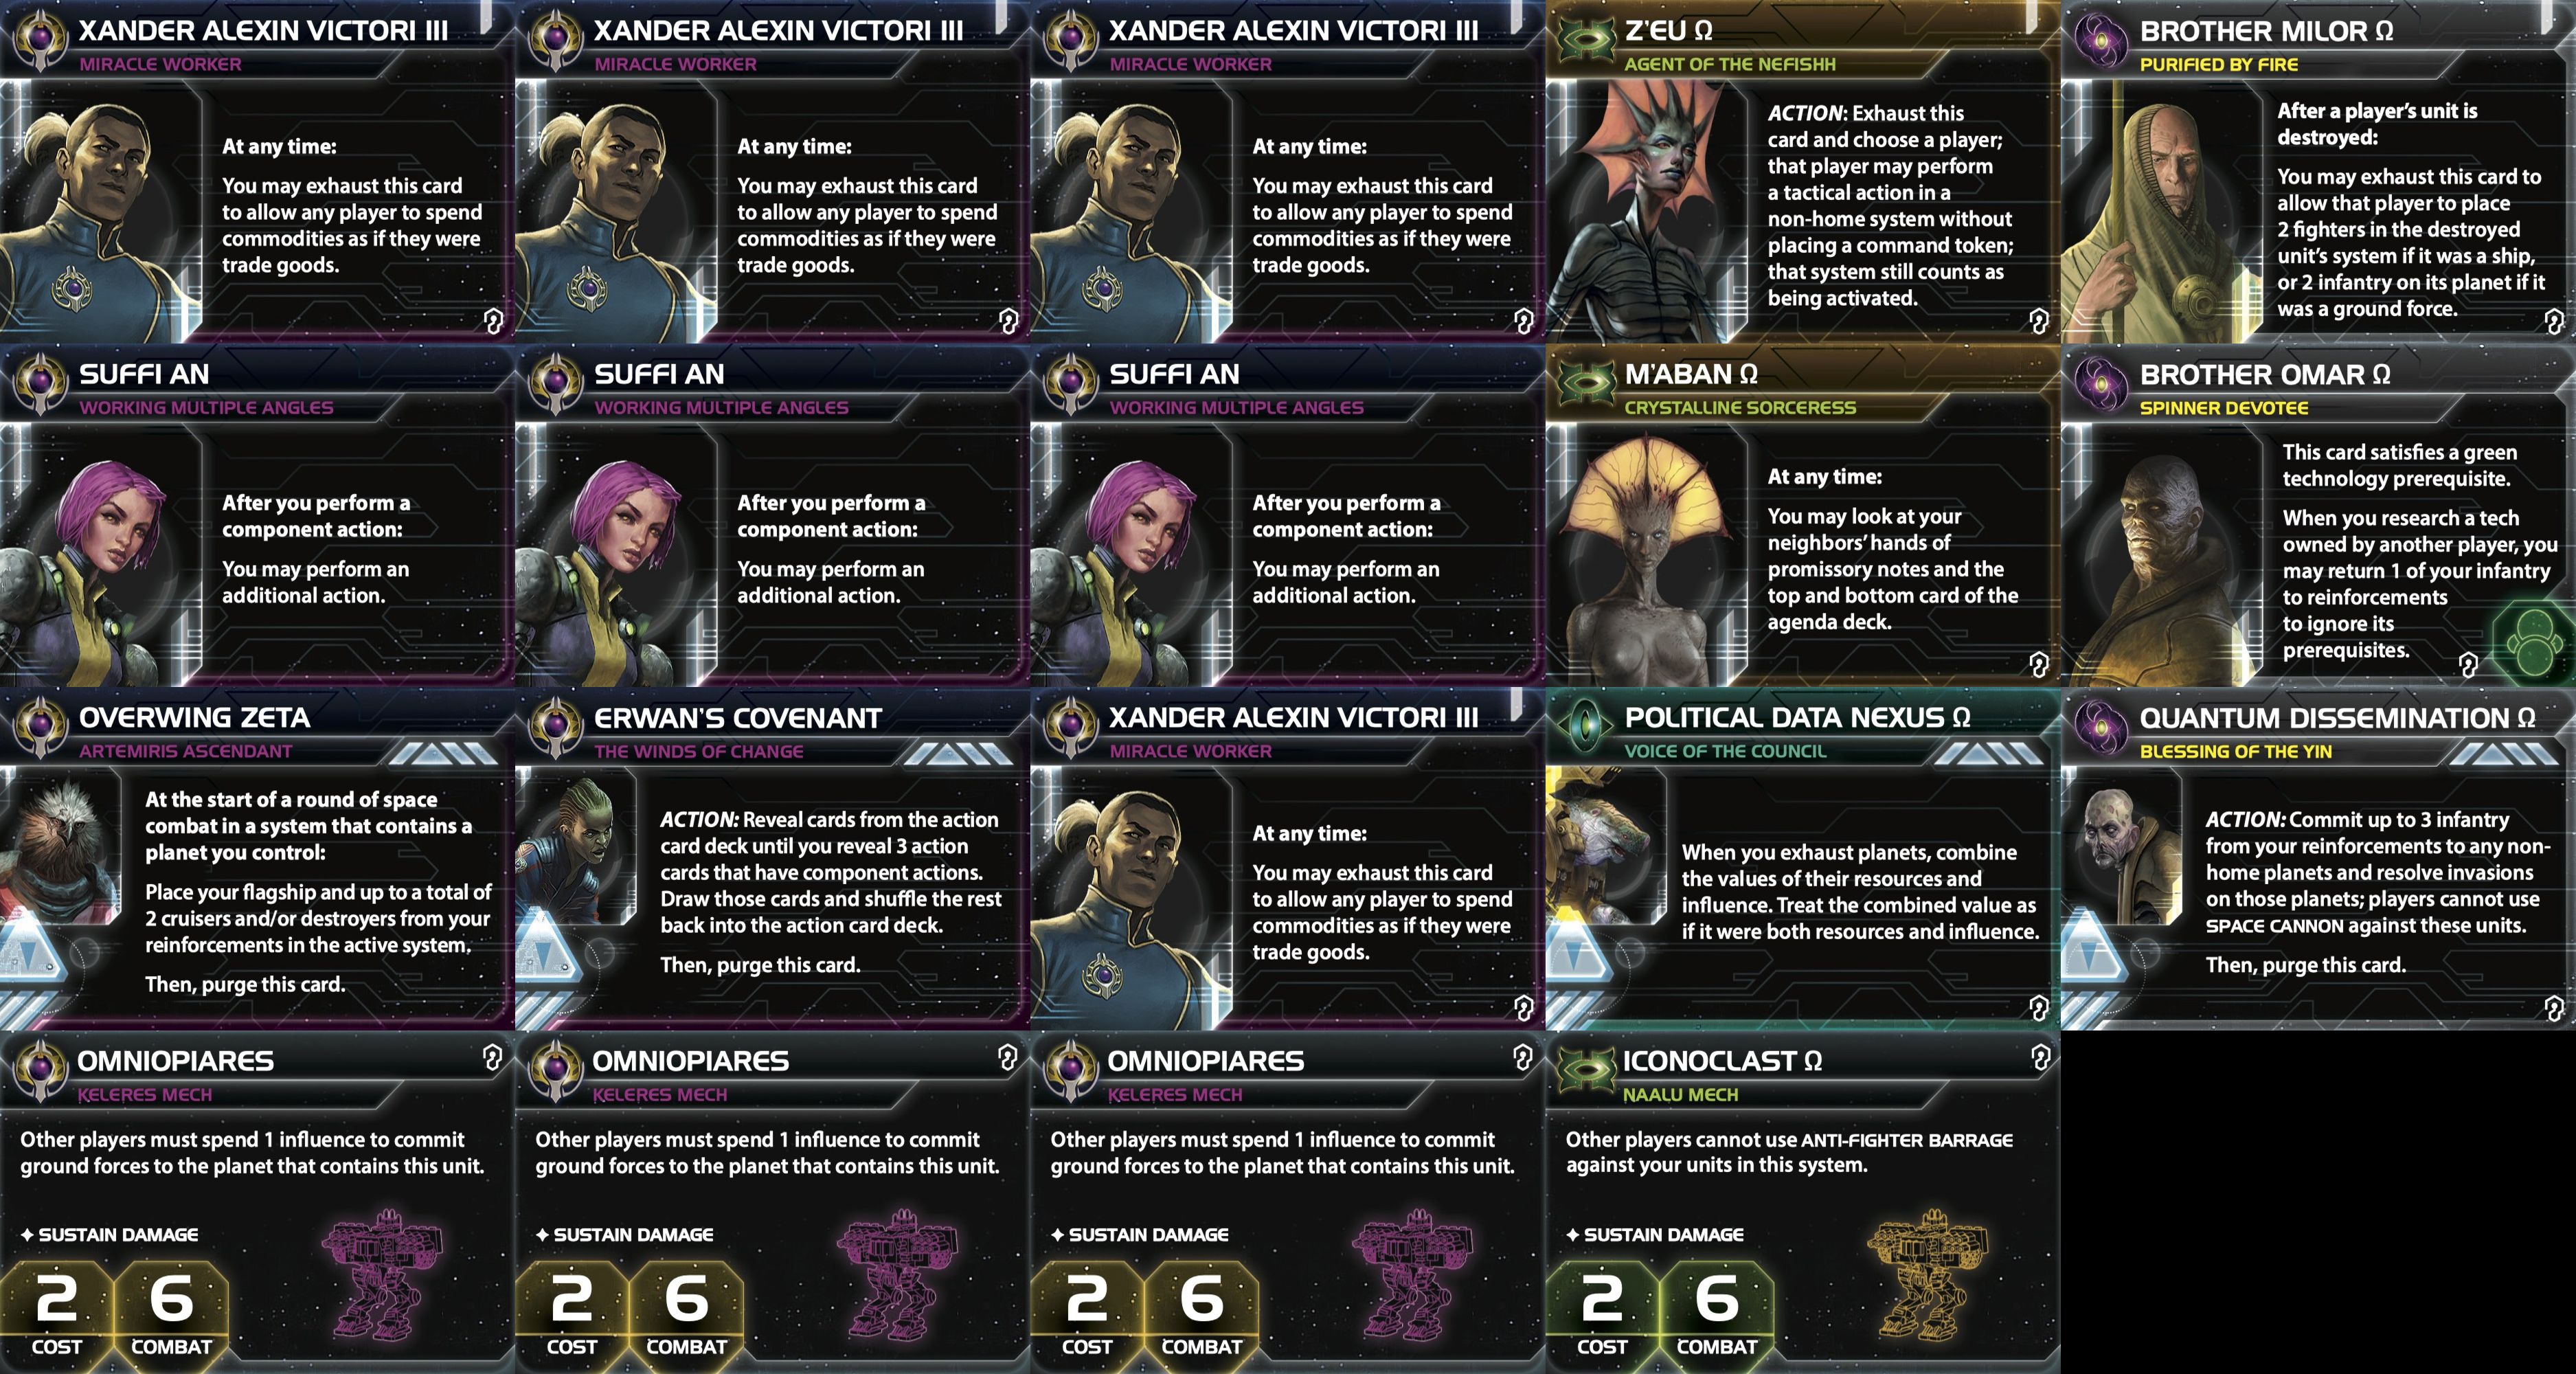 XANDER ALEXIN VICTORI III
MIRACLE WORKER
At any time:
You may exhaust this card
to allow any player to spend
commodities as if they were
trade goods.
XANDER ALEXIN VICTORI III
MIRACLE WORKER
At any time:
You may exhaust this card
to allow any player to spend
commodities as if they were
trade goods.
XANDER ALEXIN VICTORI III
MIRACLE WORKER
At any time:
You may exhaust this card
to allow any player to spend
commodities as if they were
trade goods.
Z'EU Ω
AGENT OF THE NEFISHH
ACTION: Exhaust this
card and choose a player;
that player may perform
a tactical action in a
non-home system without
placing a command token;
that system still counts as
being activated.
BROTHER MILOR Ω
PURIFIED BY FIRE
After a player's unit is
destroyed:
You may exhaust this card to
allow that player to place
2 fighters in the destroyed
unit's system if it was a ship,
or 2 infantry on its planet if it
was a ground force.
SUFFI AN
WORKING MULTIPLE ANGLES
After you perform a
component action:
You may perform an
additional action.
SUFFI AN
WORKING MULTIPLE ANGLES
After you perform a
component action:
You may perform an
additional action.
SUFFI AN
WORKING MULTIPLE ANGLES
After you perform a
component action:
You may perform an
additional action.
M'ABAN Ω
CRYSTALLINE SORCERESS
At any time:
You may look at your
neighbors' hands of
promissory notes and the
top and bottom card of the
agenda deck.
BROTHER OMAR Ω
SPINNER DEVOTEE
This card satisfies a green
technology prerequisite.
When you research a tech
owned by another player, you
may return 1 of your infantry
to reinforcements
to ignore its
prerequisites.
OVERWING ZETA
ARTEMIRIS ASCENDANT
At the start of a round of space
combat in a system that contains a
planet you control:
Place your flagship and up to a total of
2 cruisers and/or destroyers from your
reinforcements in the active system.
Then, purge this card.
ERWAN'S COVENANT
THE WINDS OF CHANGE
ACTION: Reveal cards from the action
card deck until you reveal 3 action
cards that have component actions.
Draw those cards and shuffle the rest
back into the action card deck.
Then, purge this card.
XANDER ALEXIN VICTORI III
MIRACLE WORKER
At any time:
You may exhaust this card
to allow any player to spend
commodities as if they were
trade goods.
POLITICAL DATA NEXUS Ω
VOICE OF THE COUNCIL
When you exhaust planets, combine
the values of their resources and
influence. Treat the combined value as
if it were both resources and influence.
QUANTUM DISSEMINATION Ω
BLESSING OF THE YIN
ACTION: Commit up to 3 infantry
from your reinforcements to any non-
home planets and resolve invasions
on those planets; players cannot use
SPACE CANNON against these units.
Then, purge this card.
OMNIOPIARES
KELERES MECH
Other players must spend 1 influence to commit
ground forces to the planet that contains this unit.
SUSTAIN DAMAGE
2 6
COST COMBAT
OMNIOPIARES
KELERES MECH
Other players must spend 1 influence to commit
ground forces to the planet that contains this unit.
SUSTAIN DAMAGE
2 6
COST COMBAT
OMNIOPIARES
KELERES MECH
Other players must spend 1 influence to commit
ground forces to the planet that contains this unit.
SUSTAIN DAMAGE
2 6
COST COMBAT
ICONOCLAST Ω
NAALU MECH
Other players cannot use ANTI-FIGHTER BARRAGE
against your units in this system.
SUSTAIN DAMAGE
2 6
COST COMBAT